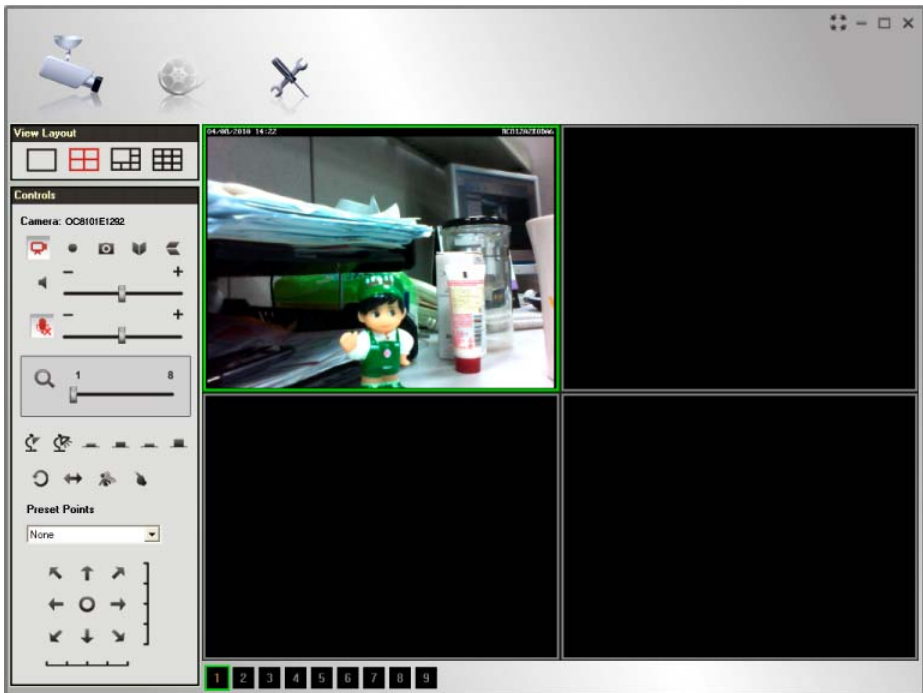 View Layout
04/08/2010 14:22
Controls
Camera: OC8101E1292
- +
- +
1 8
Preset Points
None
1 2 3 4 5 6 7 8 9